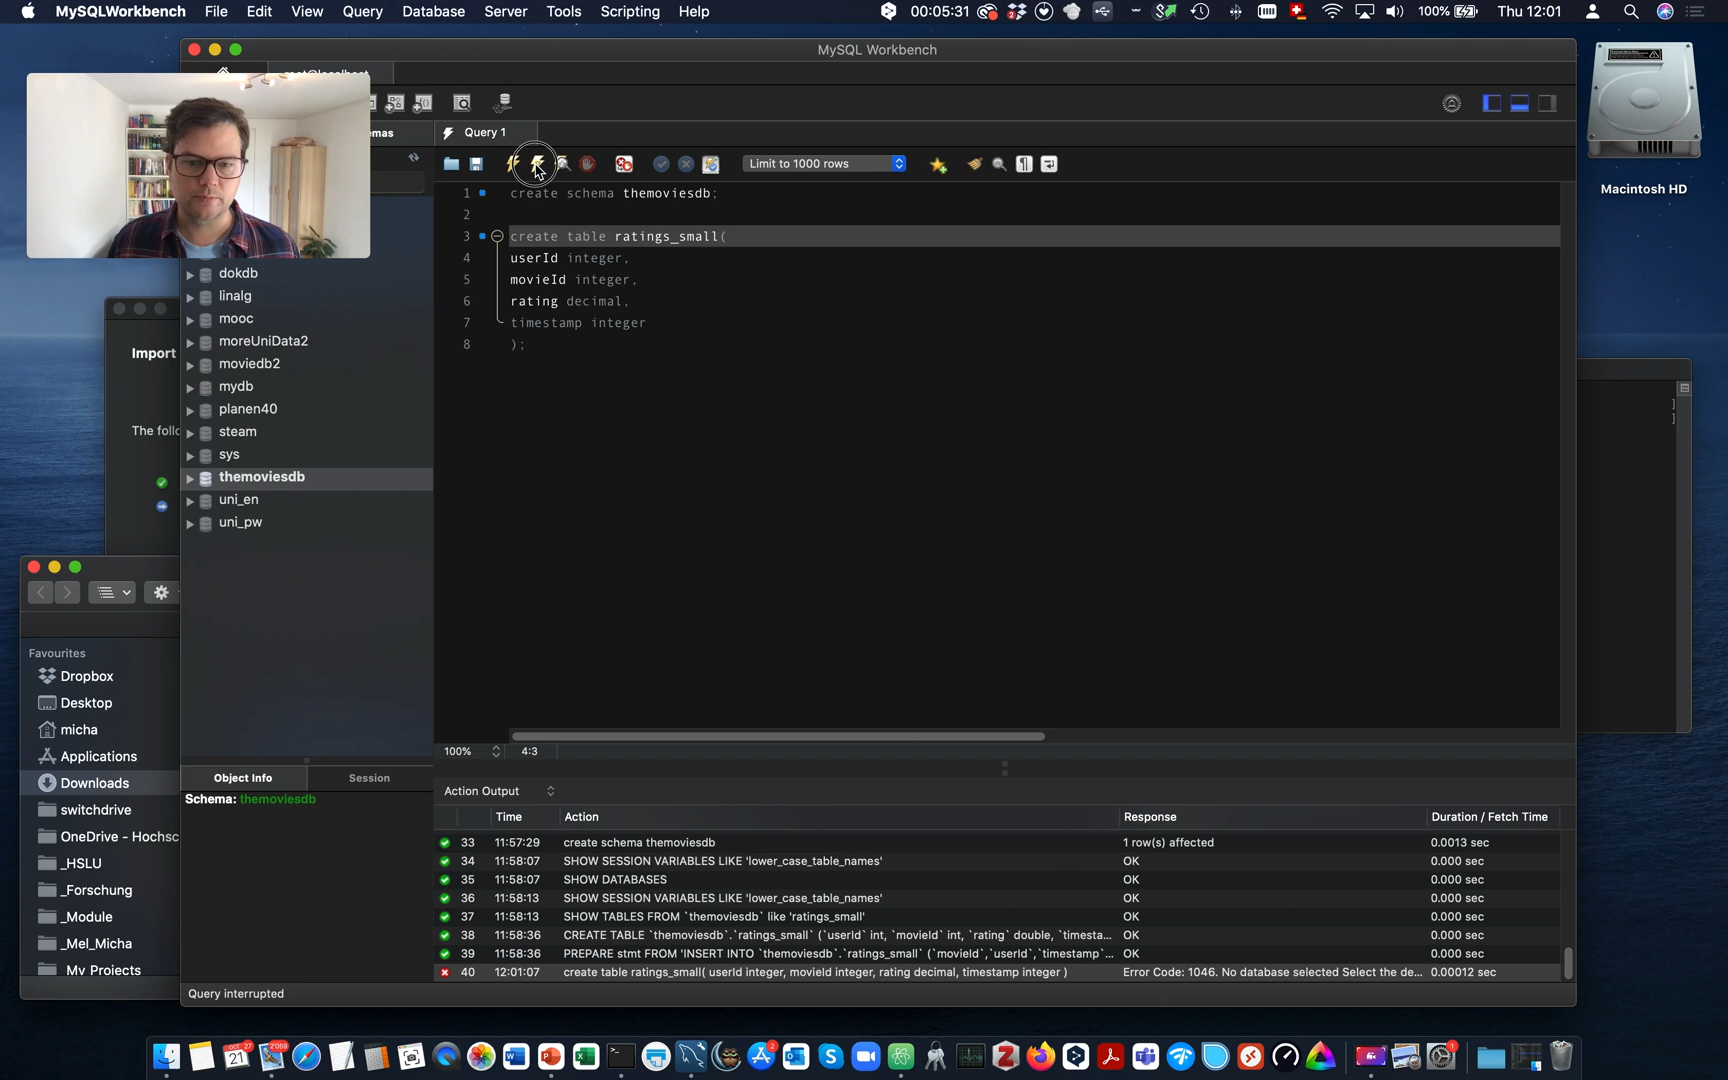 MySQLWorkbench File Edit View Query Database Server Tools Scripting Help 00:05:31 2 100% Thu 12:01
MySQL Workbench
root@localhost
Macintosh HD
emas
Query 1
Limit to 1000 rows
1 create schema themoviesdb;
2
3 create table ratings_small(
4 userId integer,
5 movieId integer,
6 rating decimal,
7 timestamp integer
8 );
dokdb
linalg
mooc
moreUniData2
moviedb2
mydb
planen40
steam
sys
themoviesdb
uni_en
uni_pw
Import
The follo
Favourites
Dropbox
Desktop
micha
Applications
Downloads
switchdrive
OneDrive - Hochsc
_HSLU
_Forschung
_Module
_Mel_Micha
My Projects
100% 4:3
Object Info Session
Schema: themoviesdb
Action Output
Time Action Response Duration / Fetch Time
33 11:57:29 create schema themoviesdb 1 row(s) affected 0.0013 sec
34 11:58:07 SHOW SESSION VARIABLES LIKE 'lower_case_table_names' OK 0.000 sec
35 11:58:07 SHOW DATABASES OK 0.000 sec
36 11:58:13 SHOW SESSION VARIABLES LIKE 'lower_case_table_names' OK 0.000 sec
37 11:58:13 SHOW TABLES FROM `themoviesdb` like 'ratings_small' OK 0.000 sec
38 11:58:36 CREATE TABLE `themoviesdb`.`ratings_small` (`userId` int, `movieId` int, `rating` double, `timesta... OK 0.000 sec
39 11:58:36 PREPARE stmt FROM 'INSERT INTO `themoviesdb`.`ratings_small` (`movieId`,`userId`,`timestamp`... OK 0.000 sec
40 12:01:07 create table ratings_small( userId integer, movieId integer, rating decimal, timestamp integer ) Error Code: 1046. No database selected Select the de... 0.00012 sec
Query interrupted